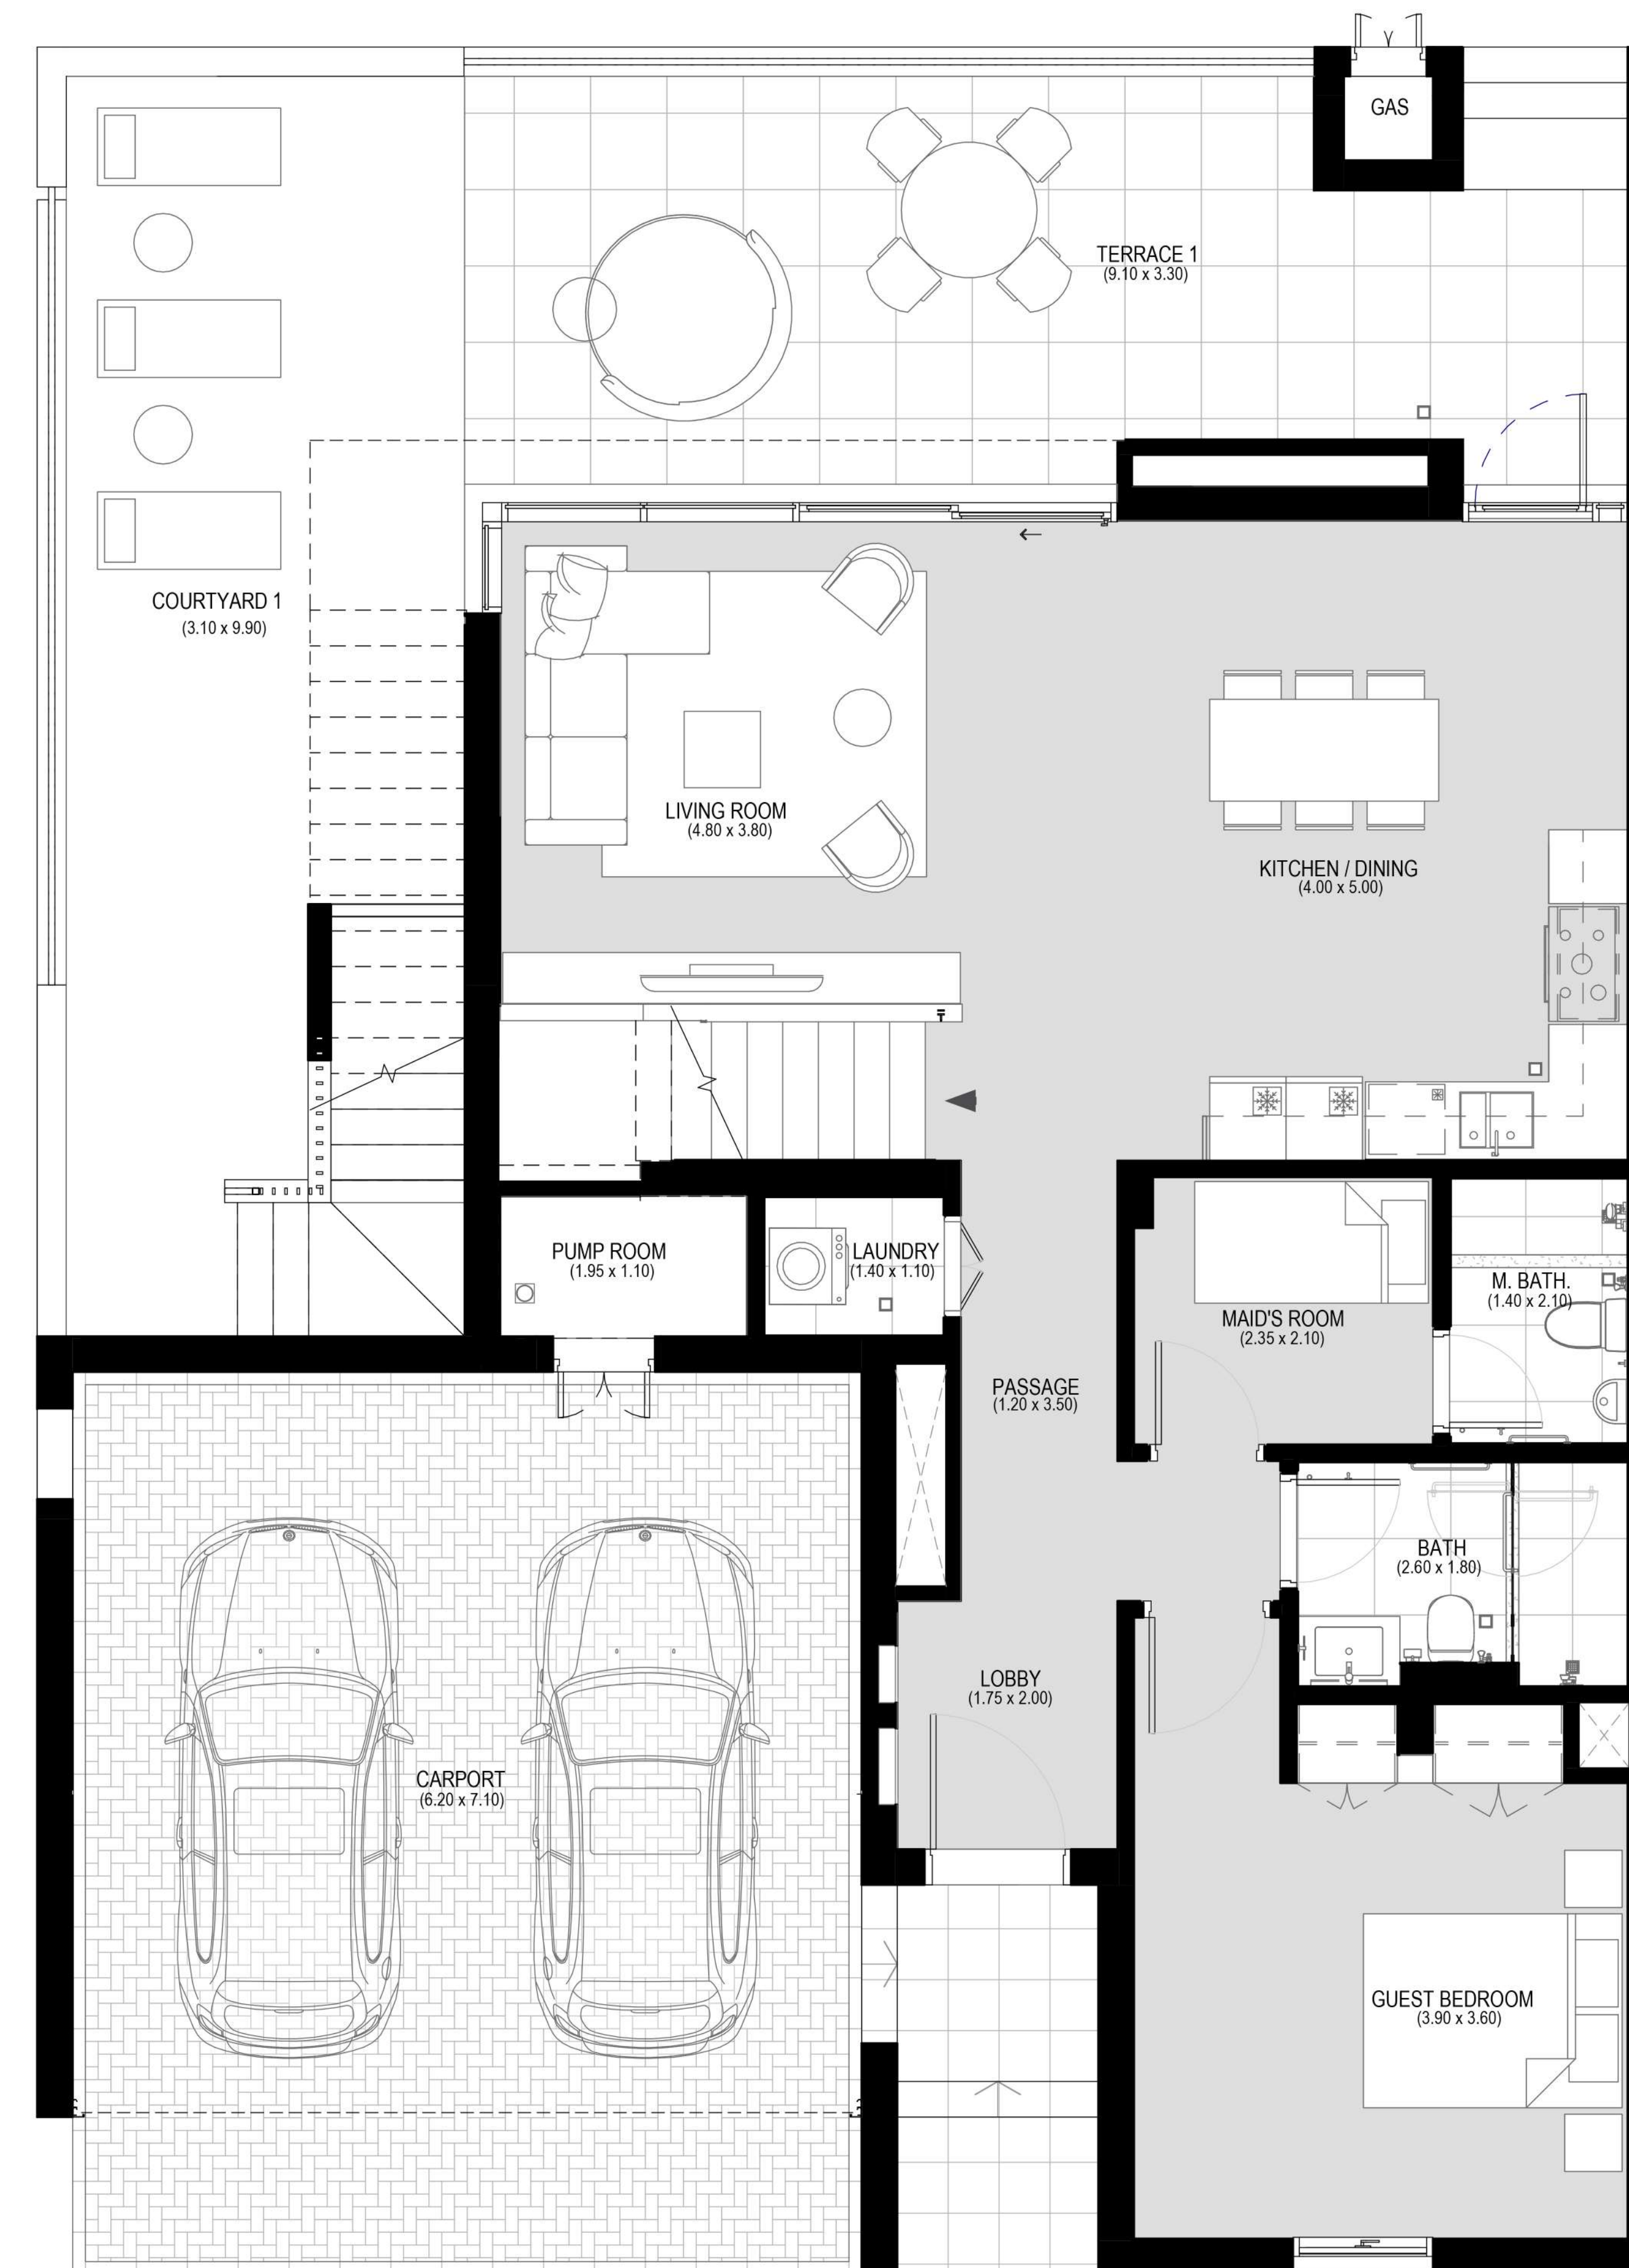 GAS
TERRACE 1
(9.10 x 3.30)
COURTYARD 1
(3.10 x 9.90)
LIVING ROOM
(4.80 x 3.80)
KITCHEN / DINING
(4.00 x 5.00)
PUMP ROOM
(1.95 x 1.10)
LAUNDRY
(1.40 x 1.10)
M. BATH.
(1.40 x 2.10)
MAID'S ROOM
(2.35 x 2.10)
PASSAGE
(1.20 x 3.50)
BATH
(2.60 x 1.80)
LOBBY
(1.75 x 2.00)
CARPORT
(6.20 x 7.10)
GUEST BEDROOM
(3.90 x 3.60)